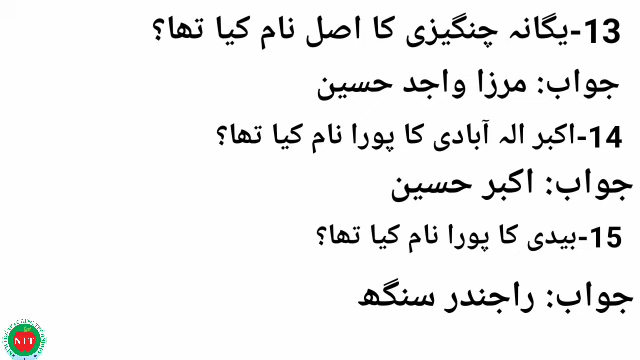 13-یگانہ چنگیزی کا اصل نام کیا تھا؟
جواب: مرزا واجد حسین
14-اکبر الہ آبادی کا پورا نام کیا تھا؟
جواب: اکبر حسین
15-بیدی کا پورا نام کیا تھا؟
جواب: راجندر سنگھ
NIT